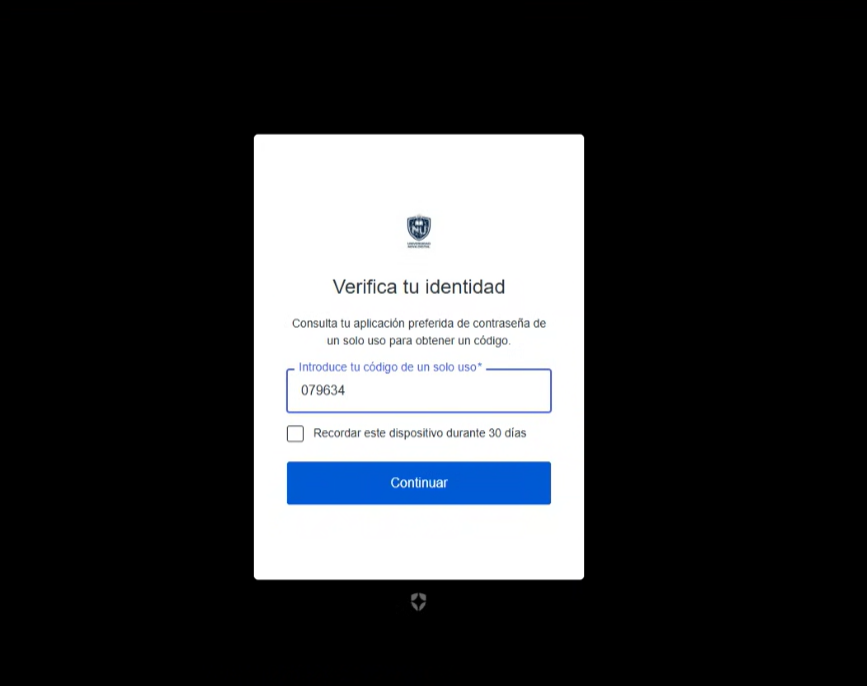 NU
Verifica tu identidad
Consulta tu aplicación preferida de contraseña de
un solo uso para obtener un código.
Introduce tu código de un solo uso*
079634
Recordar este dispositivo durante 30 días
Continuar